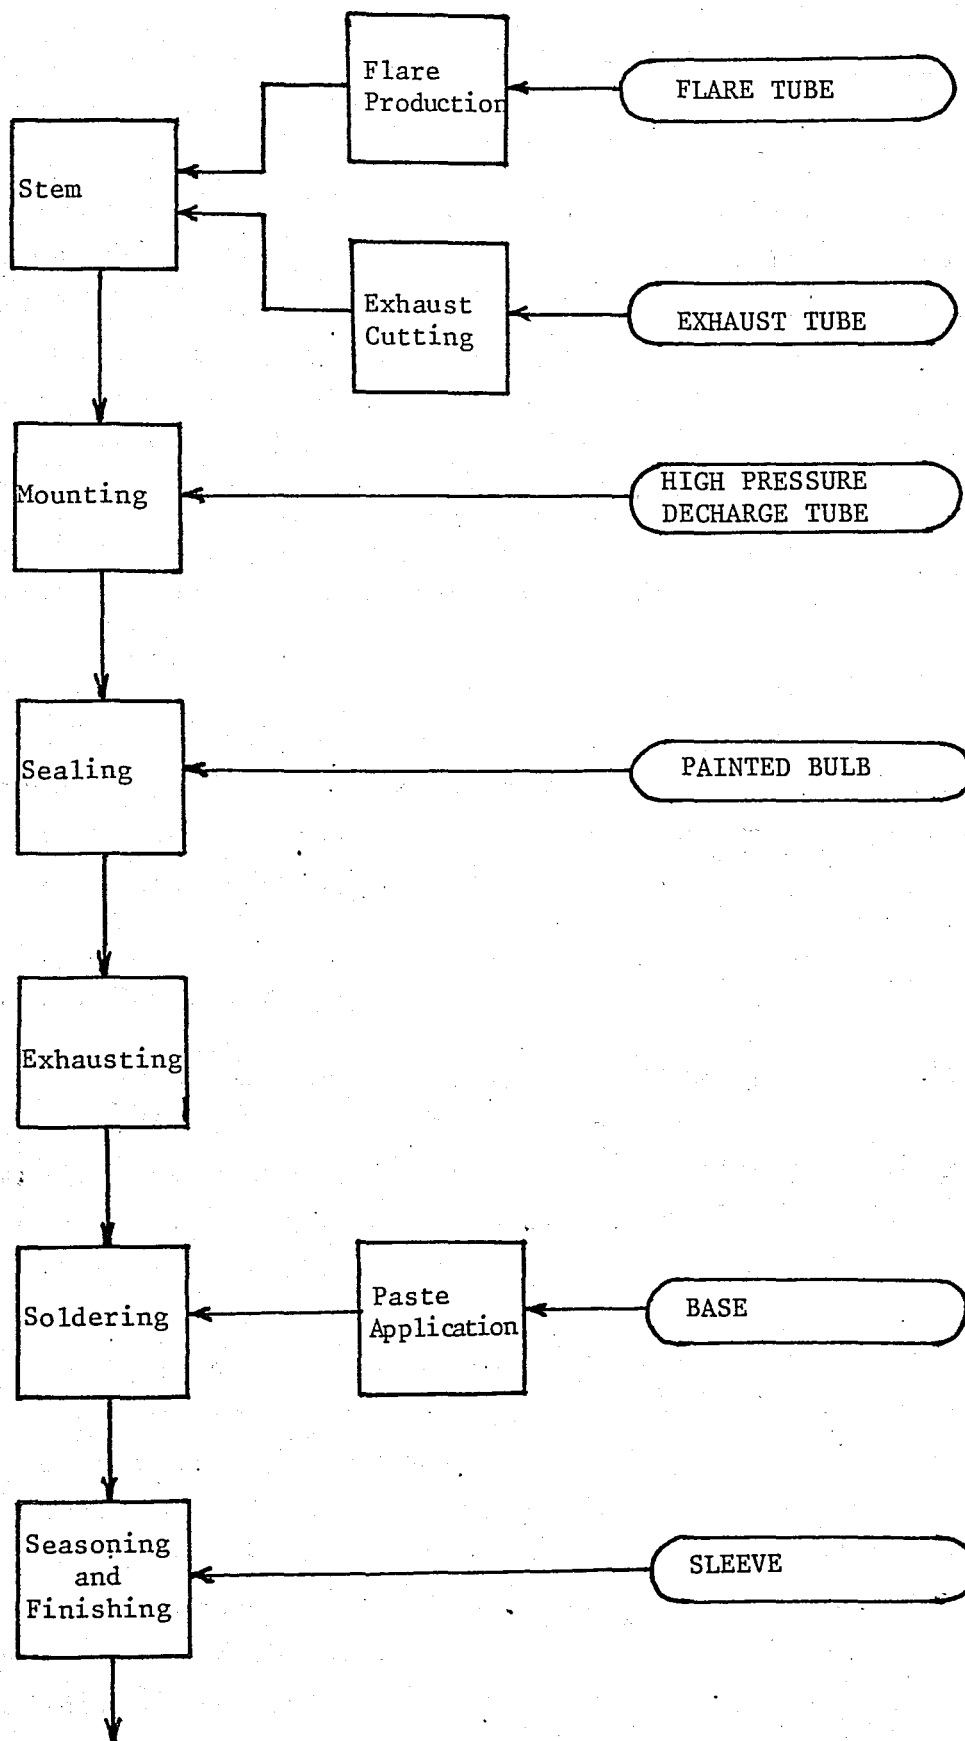 Flare
Production
FLARE TUBE
Stem
Exhaust
Cutting
EXHAUST TUBE
Mounting
HIGH PRESSURE
DECHARGE TUBE
Sealing
PAINTED BULB
Exhausting
Soldering
Paste
Application
BASE
Seasoning
and
Finishing
SLEEVE